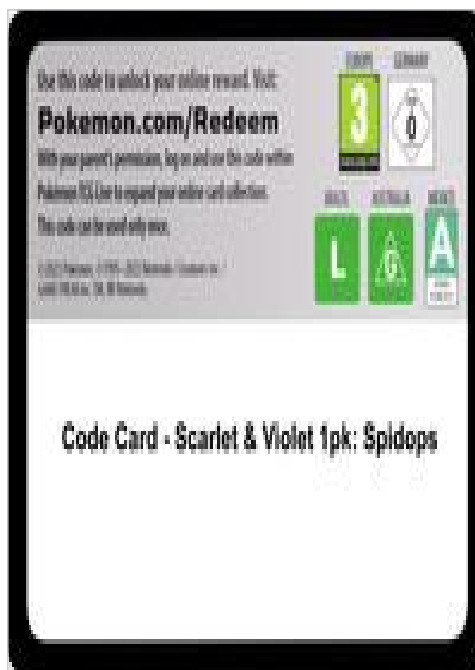 Use this code to unlock your online reward. Visit:
Pokemon.com/Redeem
With your parent's permission, log on and use this code within
Pokémon TCG Live to expand your online card collection.
This code can be used only once.
EUROPE GERMANY
3
0
BRAZIL AUSTRALIA MEXICO
L
G
A
Code Card - Scarlet & Violet 1pk: Spidops